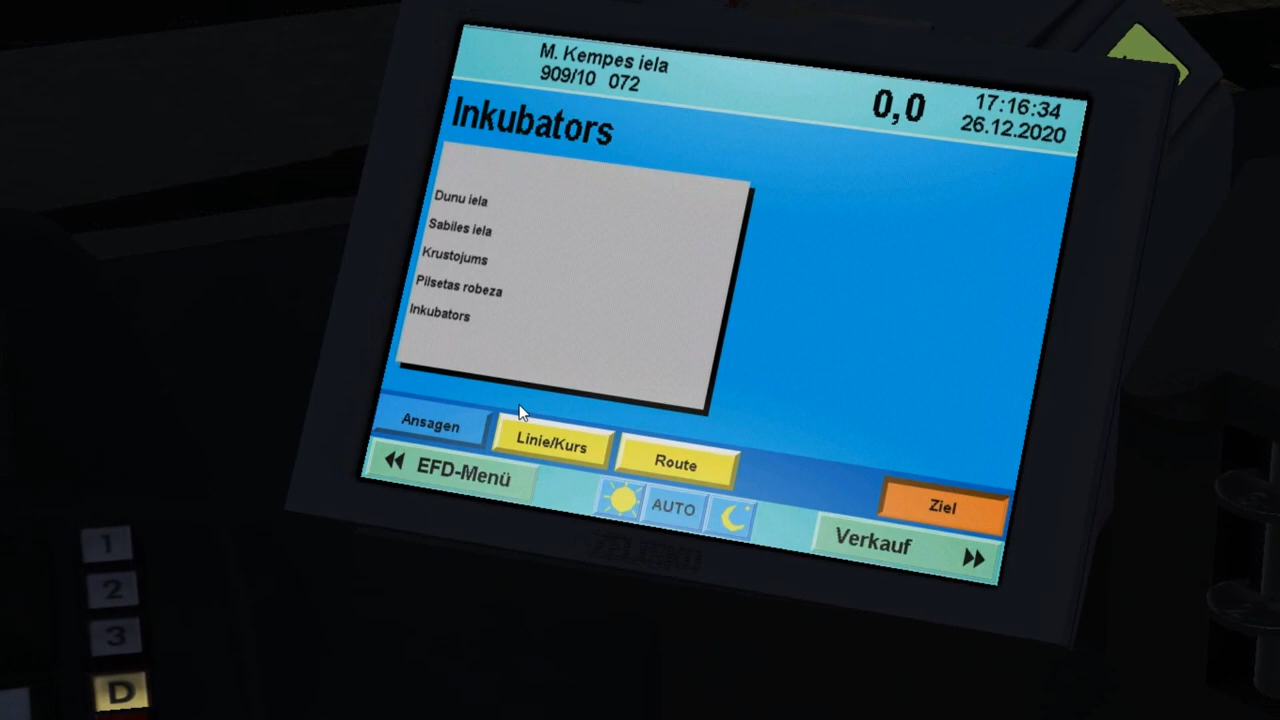 M. Kempes iela
909/10 072
0,0
17:16:34
26.12.2020
Inkubators
Dunu iela
Sabiles iela
Krustojums
Pilsetas robeza
Inkubators
Ansagen
Linie/Kurs
Route
Ziel
EFD-Menü
AUTO
Verkauf
1
2
3
D